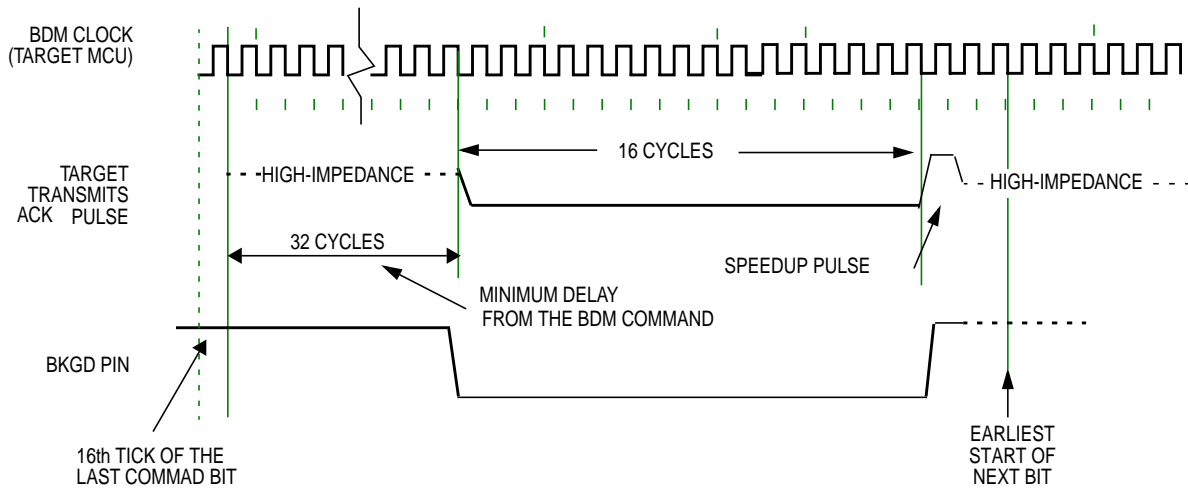 BDM CLOCK
(TARGET MCU)
16 CYCLES
TARGET
TRANSMITS
ACK PULSE
HIGH-IMPEDANCE
HIGH-IMPEDANCE
32 CYCLES
SPEEDUP PULSE
MINIMUM DELAY
FROM THE BDM COMMAND
BKGD PIN
16th TICK OF THE
LAST COMMAD BIT
EARLIEST
START OF
NEXT BIT